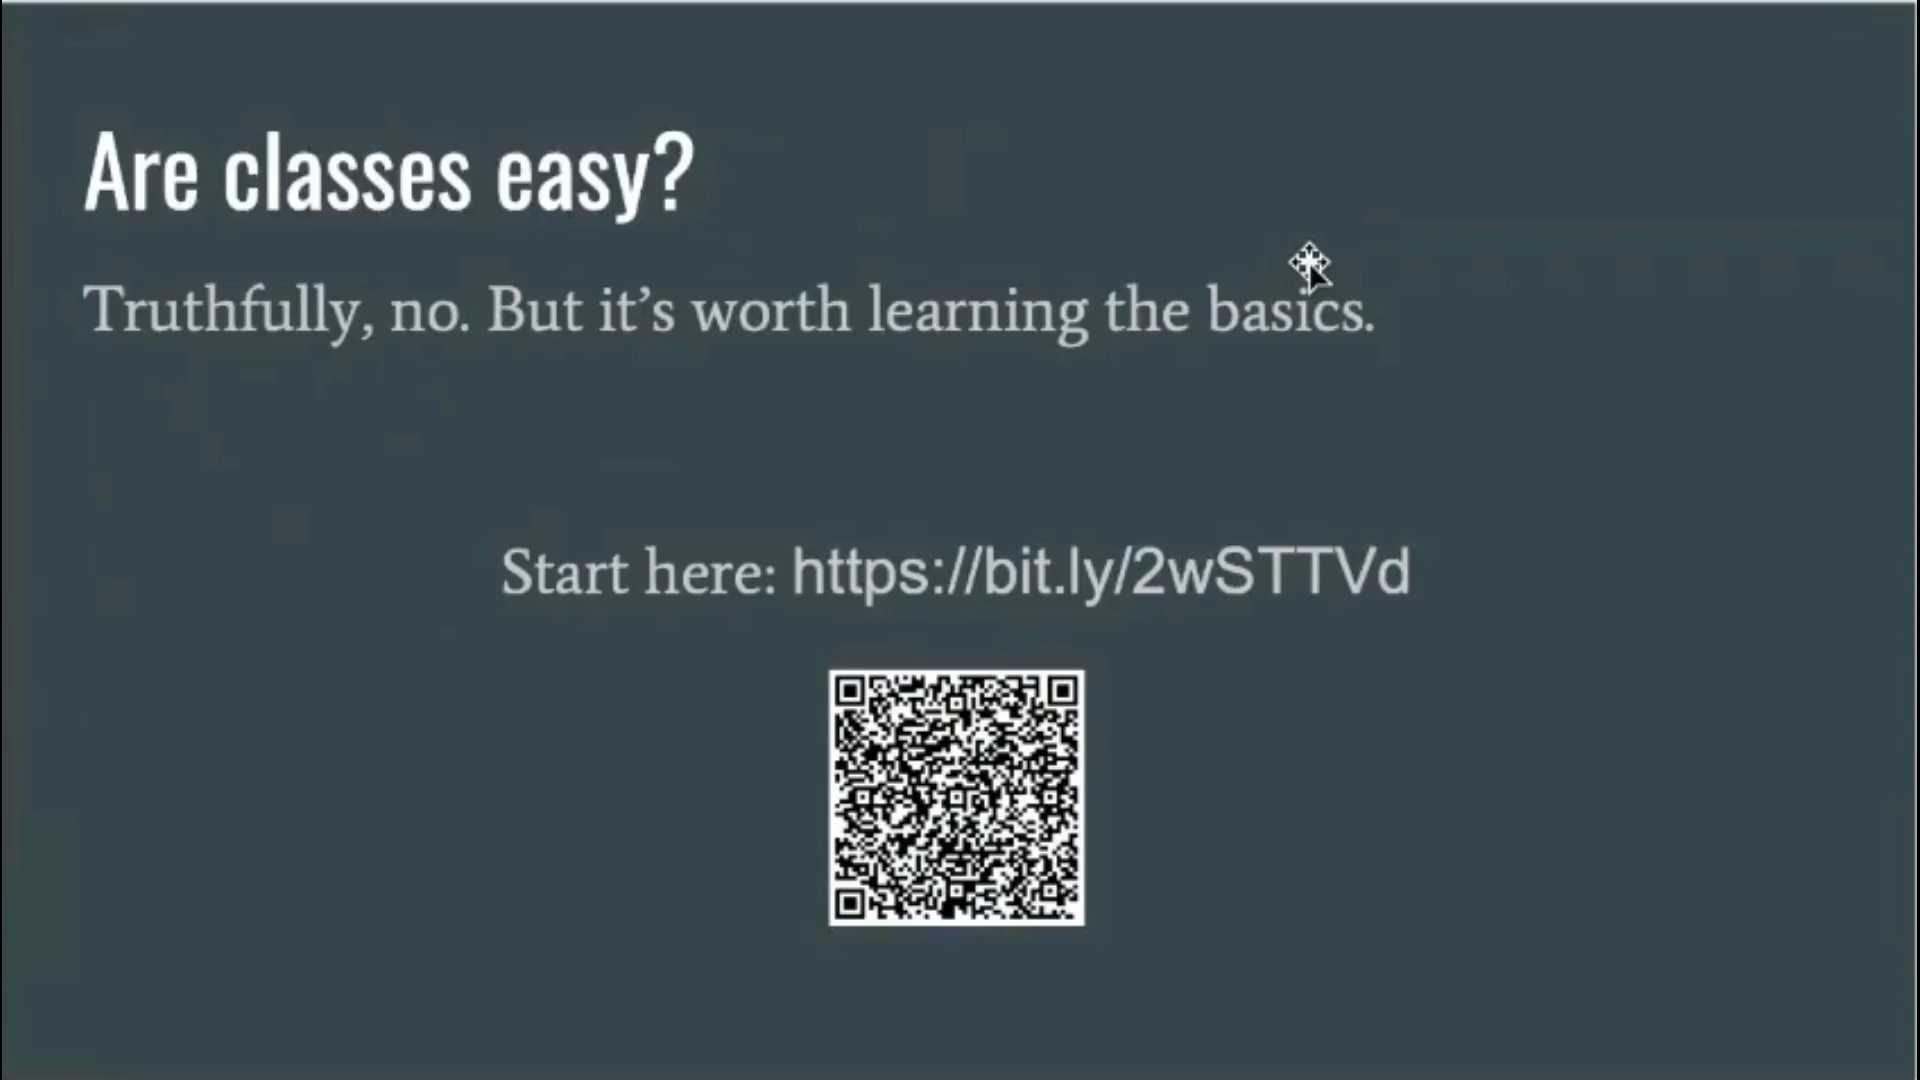 Are classes easy?
Truthfully, no. But it’s worth learning the basics.
Start here: https://bit.ly/2wSTTVd